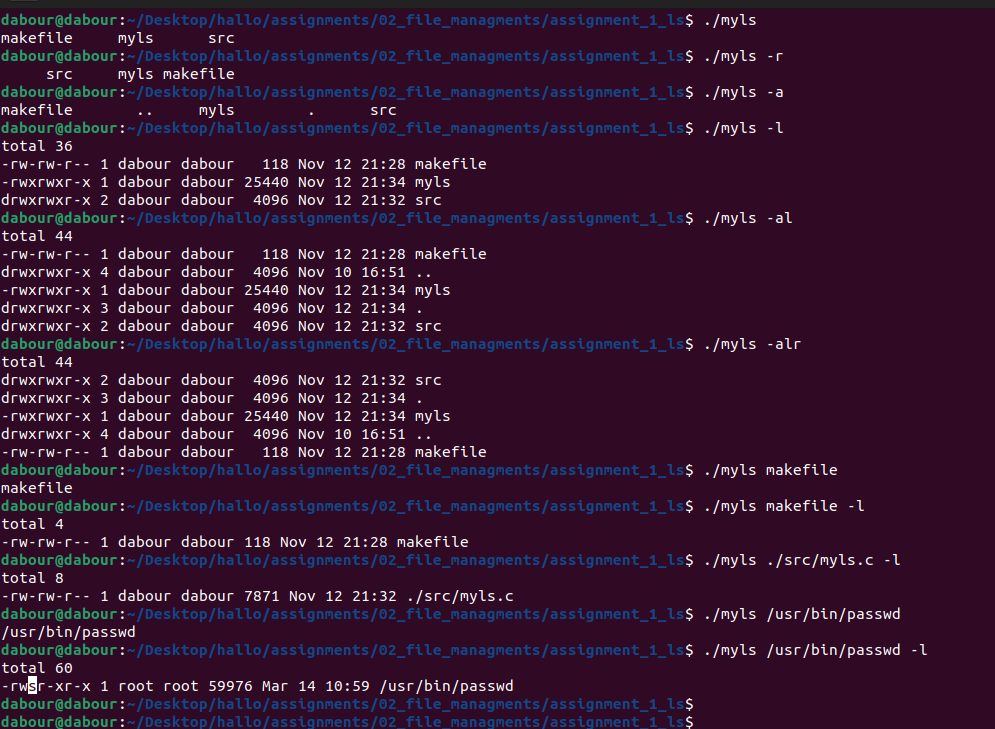 dabour@dabour:~/Desktop/hallo/assignments/02_file_managments/assignment_1_ls$ ./myls
makefile     myls      src
dabour@dabour:~/Desktop/hallo/assignments/02_file_managments/assignment_1_ls$ ./myls -r
     src     myls makefile
dabour@dabour:~/Desktop/hallo/assignments/02_file_managments/assignment_1_ls$ ./myls -a
makefile       ..     myls        .      src
dabour@dabour:~/Desktop/hallo/assignments/02_file_managments/assignment_1_ls$ ./myls -l
total 36
-rw-rw-r-- 1 dabour dabour   118 Nov 12 21:28 makefile
-rwxrwxr-x 1 dabour dabour 25440 Nov 12 21:34 myls
drwxrwxr-x 2 dabour dabour  4096 Nov 12 21:32 src
dabour@dabour:~/Desktop/hallo/assignments/02_file_managments/assignment_1_ls$ ./myls -al
total 44
-rw-rw-r-- 1 dabour dabour   118 Nov 12 21:28 makefile
drwxrwxr-x 4 dabour dabour  4096 Nov 10 16:51 ..
-rwxrwxr-x 1 dabour dabour 25440 Nov 12 21:34 myls
drwxrwxr-x 3 dabour dabour  4096 Nov 12 21:34 .
drwxrwxr-x 2 dabour dabour  4096 Nov 12 21:32 src
dabour@dabour:~/Desktop/hallo/assignments/02_file_managments/assignment_1_ls$ ./myls -alr
total 44
drwxrwxr-x 2 dabour dabour  4096 Nov 12 21:32 src
drwxrwxr-x 3 dabour dabour  4096 Nov 12 21:34 .
-rwxrwxr-x 1 dabour dabour 25440 Nov 12 21:34 myls
drwxrwxr-x 4 dabour dabour  4096 Nov 10 16:51 ..
-rw-rw-r-- 1 dabour dabour   118 Nov 12 21:28 makefile
dabour@dabour:~/Desktop/hallo/assignments/02_file_managments/assignment_1_ls$ ./myls makefile
makefile
dabour@dabour:~/Desktop/hallo/assignments/02_file_managments/assignment_1_ls$ ./myls makefile -l
total 4
-rw-rw-r-- 1 dabour dabour 118 Nov 12 21:28 makefile
dabour@dabour:~/Desktop/hallo/assignments/02_file_managments/assignment_1_ls$ ./myls ./src/myls.c -l
total 8
-rw-rw-r-- 1 dabour dabour 7871 Nov 12 21:32 ./src/myls.c
dabour@dabour:~/Desktop/hallo/assignments/02_file_managments/assignment_1_ls$ ./myls /usr/bin/passwd
/usr/bin/passwd
dabour@dabour:~/Desktop/hallo/assignments/02_file_managments/assignment_1_ls$ ./myls /usr/bin/passwd -l
total 60
-rwsr-xr-x 1 root root 59976 Mar 14 10:59 /usr/bin/passwd
dabour@dabour:~/Desktop/hallo/assignments/02_file_managments/assignment_1_ls$
dabour@dabour:~/Desktop/hallo/assignments/02_file_managments/assignment_1_ls$